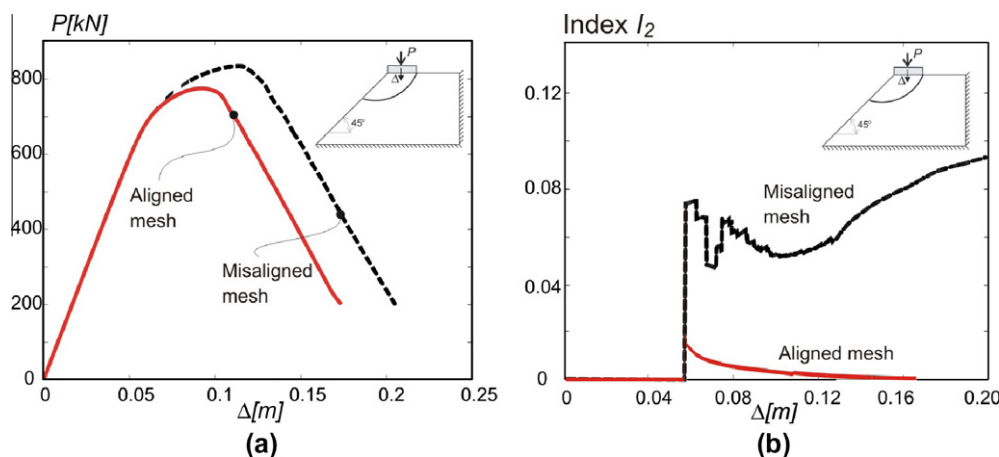 P[kN]
800
600
400
200
0
0
0.05
0.1
0.15
0.2
0.25
Δ[m]
P
Δ
45º
Aligned
mesh
Misaligned
mesh
(a)
Index I₂
0.12
0.08
0.04
0
0
0.04
0.08
0.12
0.16
0.20
Δ[m]
P
Δ
45º
Misaligned
mesh
Aligned mesh
(b)